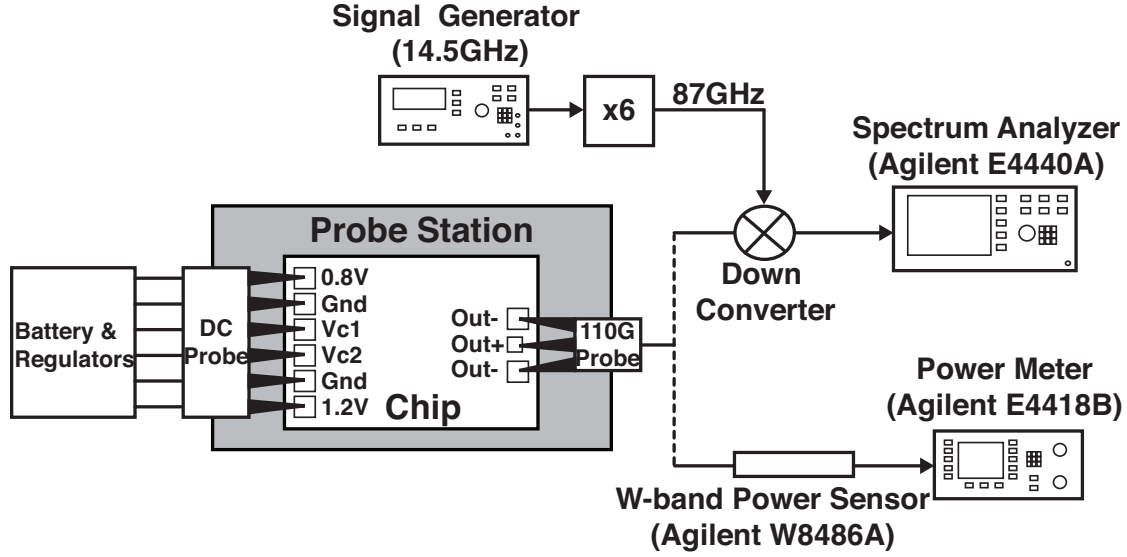 Signal Generator
(14.5GHz)
x6
87GHz
Spectrum Analyzer
(Agilent E4440A)
Probe Station
Down
Converter
Battery &
Regulators
DC
Probe
0.8V
Gnd
Vc1
Vc2
Gnd
1.2V
Out-
Out+
Out-
Chip
110G
Probe
Power Meter
(Agilent E4418B)
W-band Power Sensor
(Agilent W8486A)